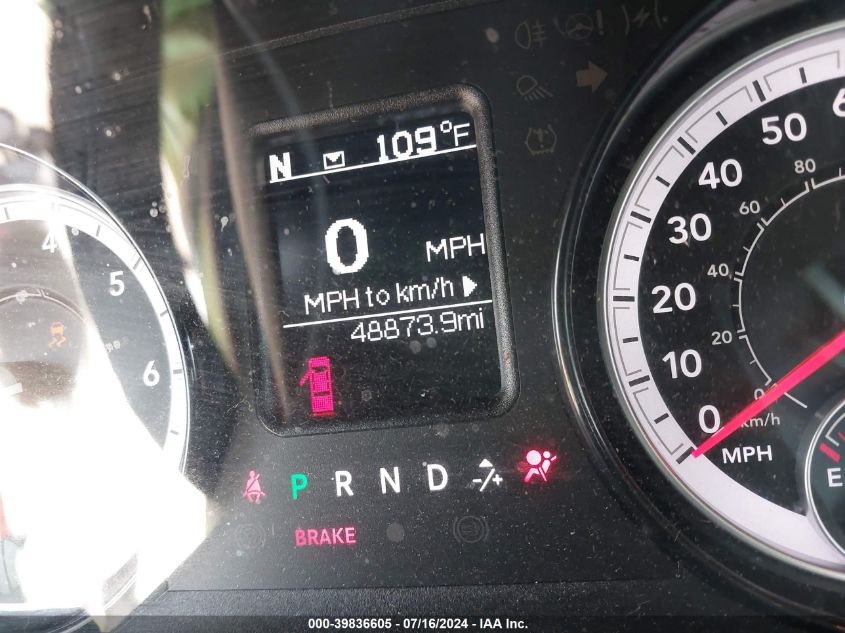 N 109°F
0 MPH
MPH to km/h
48873.9mi
P R N D -/+
BRAKE
4 5 6
0 10 20 30 40 50
0 20 40 60 80
km/h
MPH
E
000-39836605 / 07/16/2024 - IAA Inc.